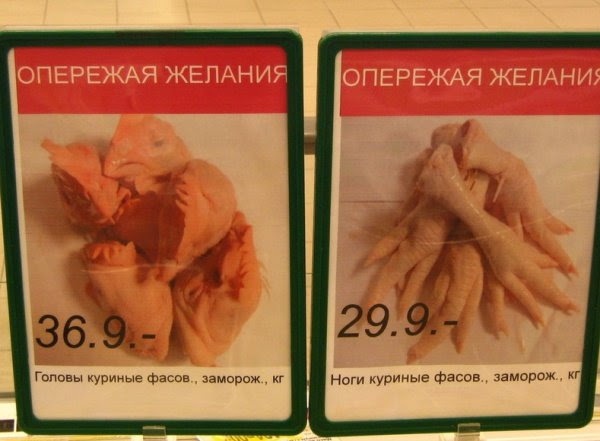 ОПЕРЕЖАЯ ЖЕЛАНИЯ
36.9.-
Головы куриные фасов., заморож., кг
ОПЕРЕЖАЯ ЖЕЛАНИЯ
29.9.-
Ноги куриные фасов., заморож., кг